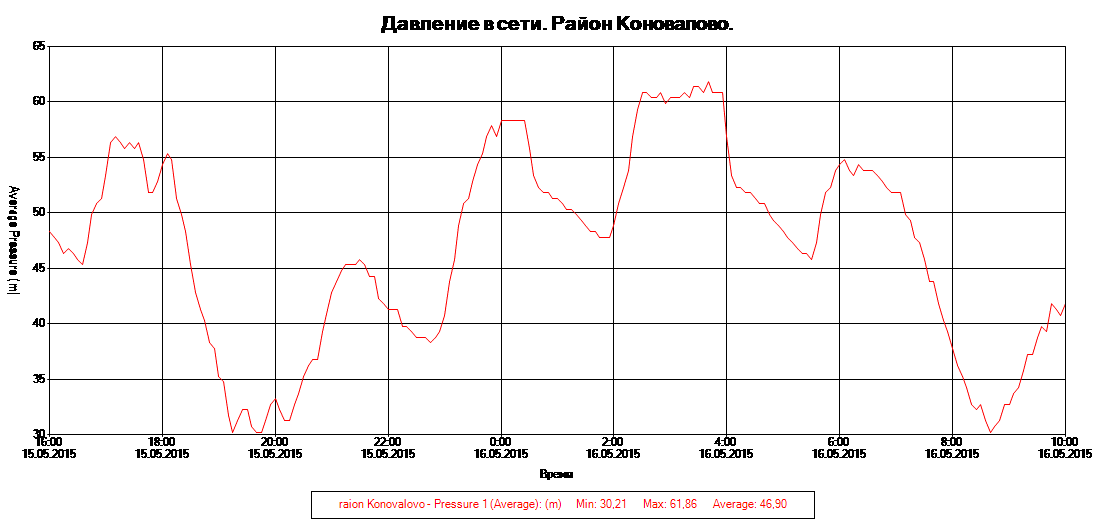 Давление в сети. Район Коновалово.
65
60
55
50
45
40
35
30
Average Pressure (m)
16:00 18:00 20:00 22:00 0:00 2:00 4:00 6:00 8:00 10:00
15.05.2015 15.05.2015 15.05.2015 15.05.2015 16.05.2015 16.05.2015 16.05.2015 16.05.2015 16.05.2015 16.05.2015
Время
raion Konovalovo - Pressure 1 (Average): (m) Min: 30,21 Max: 61,86 Average: 46,90